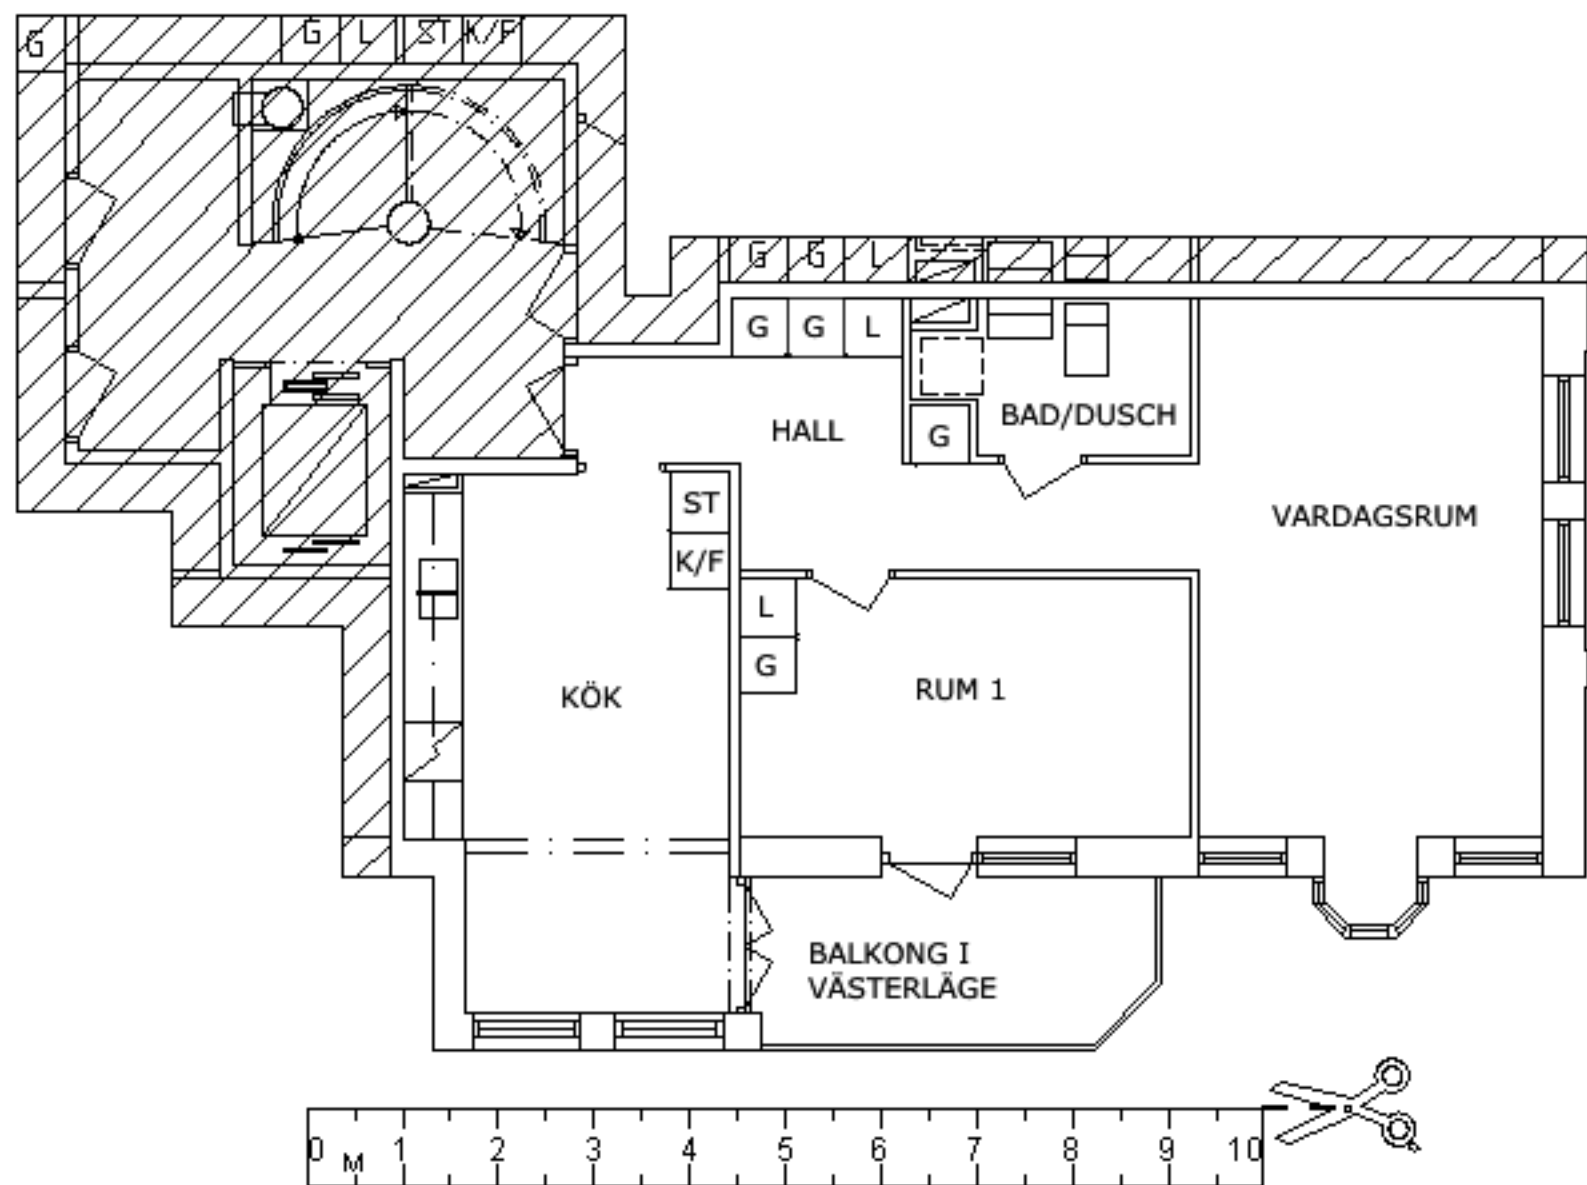 G
G L ST K/F
G G L
G G L
HALL
BAD/DUSCH
G
ST
K/F
VARDAGSRUM
L
G
KÖK
RUM 1
BALKONG I
VÄSTERLÄGE
0 M 1 2 3 4 5 6 7 8 9 10